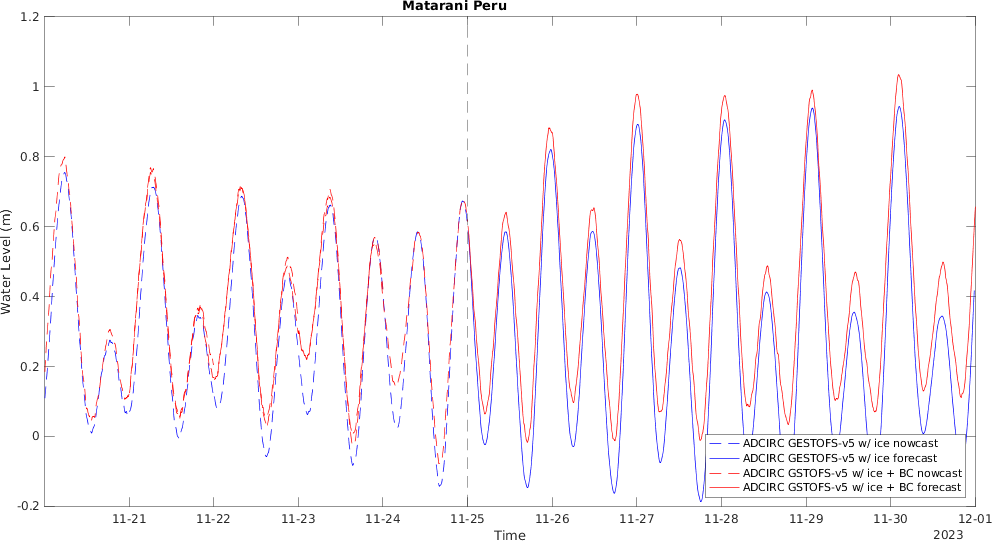 Matarani Peru
1.2
1
0.8
0.6
0.4
0.2
0
-0.2
Water Level (m)
ADCIRC GESTOFS-v5 w/ ice nowcast
ADCIRC GESTOFS-v5 w/ ice forecast
ADCIRC GSTOFS-v5 w/ ice + BC nowcast
ADCIRC GSTOFS-v5 w/ ice + BC forecast
11-21 11-22 11-23 11-24 11-25 11-26 11-27 11-28 11-29 11-30 12-01
Time
2023